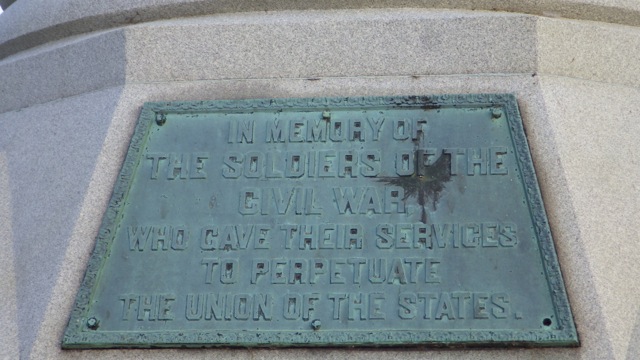 IN MEMORY OF
THE SOLDIERS OF THE
CIVIL WAR,
WHO GAVE THEIR SERVICES
TO PERPETUATE
THE UNION OF THE STATES.